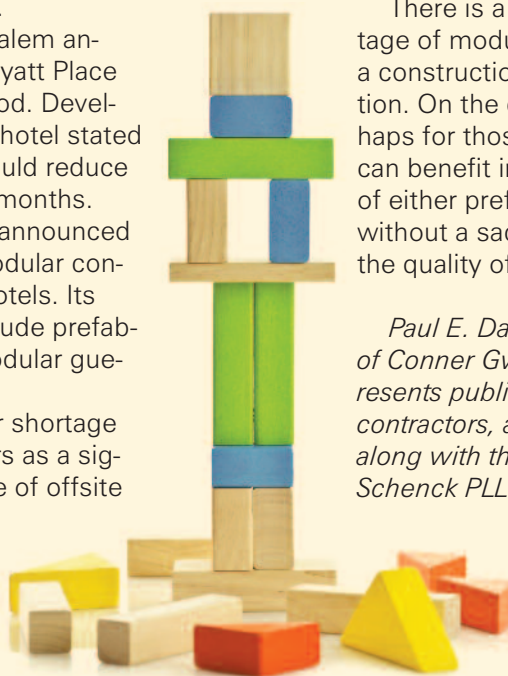 alem an-
yatt Place
od. Devel-
hotel stated
uld reduce
months.
announced
odular con-
otels. Its
ude prefab-
odular gue-
r shortage
rs as a sig-
e of offsite
There is a
tage of modu
a constructio
tion. On the
haps for those
can benefit i
of either pref
without a sac
the quality of
Paul E. Da
of Conner Gw
resents publi
contractors, a
along with th
Schenck PLL